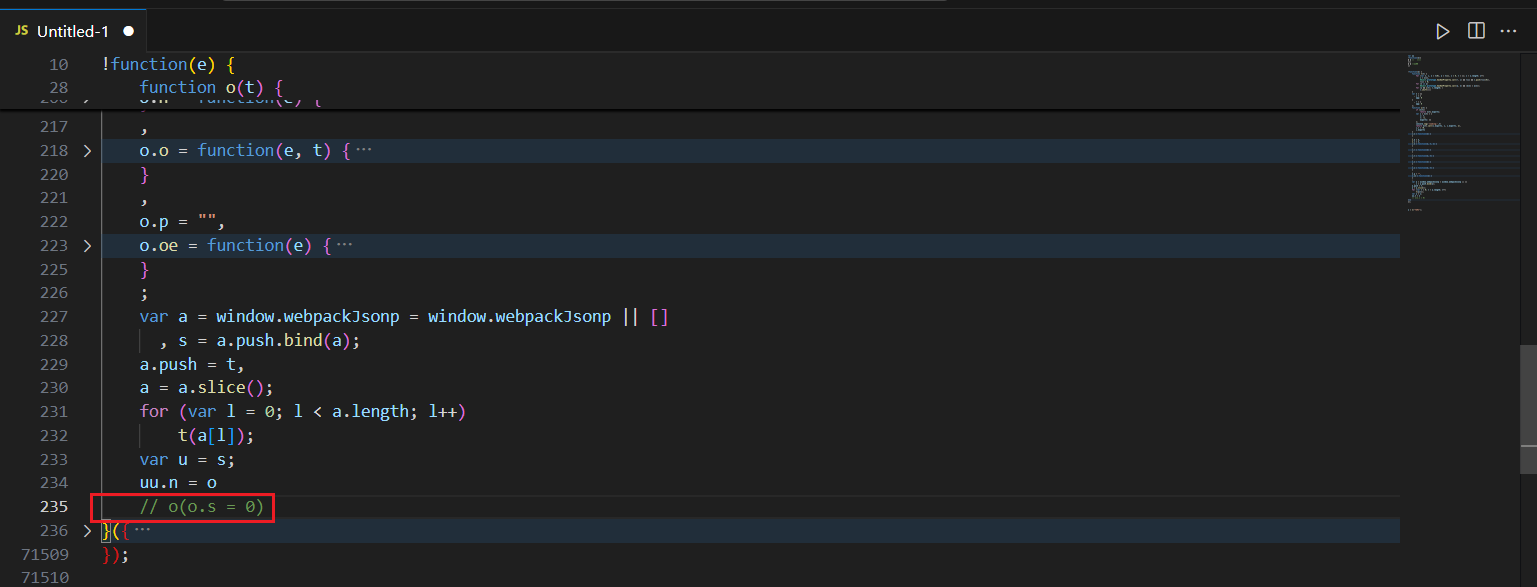 JS Untitled-1
10 !function(e) {
28 function o(t) {
217 ,
218 o.o = function(e, t) { ···
220 }
221 ,
222 o.p = "",
223 o.oe = function(e) { ···
225 }
226 ;
227 var a = window.webpackJsonp = window.webpackJsonp || []
228 , s = a.push.bind(a);
229 a.push = t,
230 a = a.slice();
231 for (var l = 0; l < a.length; l++)
232 t(a[l]);
233 var u = s;
234 uu.n = o
235 // o(o.s = 0)
236 }({ ···
71509 });
71510